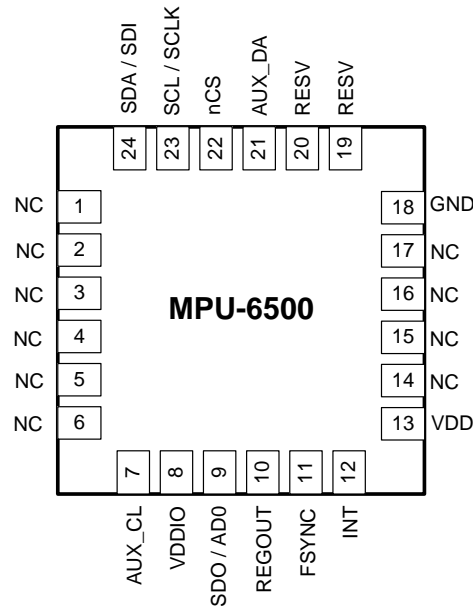 SDA / SDI
SCL / SCLK
nCS
AUX_DA
RESV
RESV
24
23
22
21
20
19
NC 1
18 GND
NC 2
17 NC
NC 3
16 NC
MPU-6500
NC 4
15 NC
NC 5
14 NC
NC 6
13 VDD
7
8
9
10
11
12
AUX_CL
VDDIO
SDO / AD0
REGOUT
FSYNC
INT